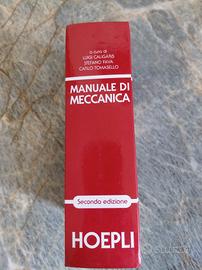 a cura di
LUIGI CALIGARIS
STEFANO FAVA
CARLO TOMASELLO
MANUALE DI
MECCANICA
Seconda edizione
HOEPLI